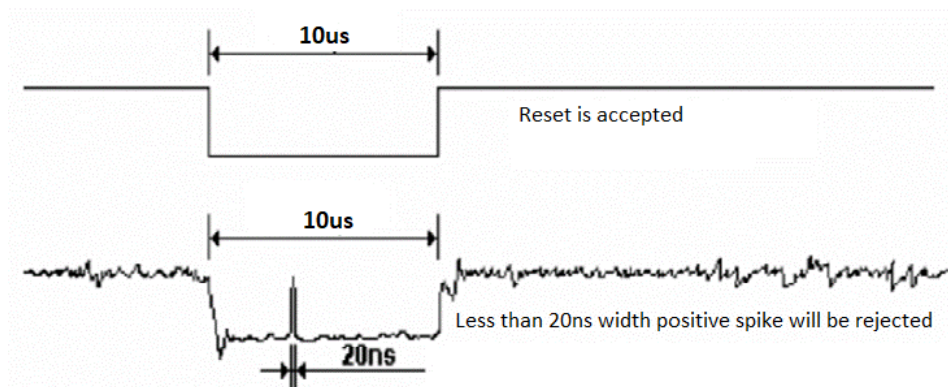 10us
Reset is accepted
10us
Less than 20ns width positive spike will be rejected
20ns